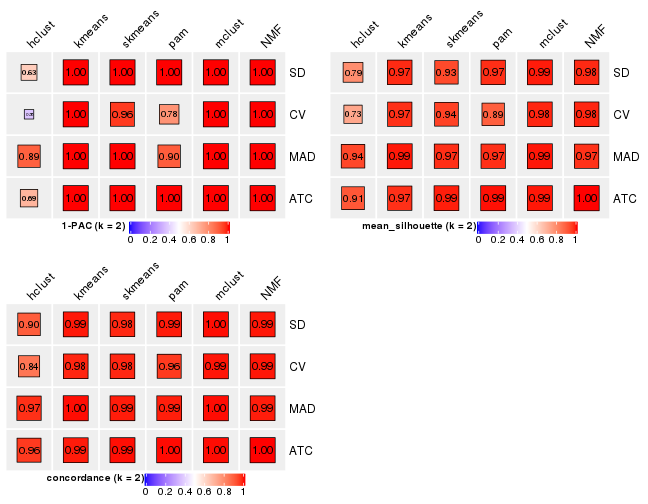 hclust kmeans skmeans pam mclust NMF
0.63 1.00 1.00 1.00 1.00 1.00 SD
1.00 0.96 0.78 1.00 1.00 CV
0.89 1.00 1.00 0.90 1.00 1.00 MAD
0.69 1.00 1.00 1.00 1.00 1.00 ATC
1-PAC (k = 2)
0 0.2 0.4 0.6 0.8 1
hclust kmeans skmeans pam mclust NMF
0.79 0.97 0.93 0.97 0.99 0.98 SD
0.73 0.97 0.94 0.89 0.98 0.98 CV
0.94 0.99 0.97 0.97 0.99 0.97 MAD
0.91 0.97 0.99 0.99 0.99 1.00 ATC
mean_silhouette (k = 2)
0 0.2 0.4 0.6 0.8 1
hclust kmeans skmeans pam mclust NMF
0.90 0.99 0.98 0.99 1.00 0.99 SD
0.84 0.98 0.98 0.96 0.99 0.99 CV
0.97 1.00 0.99 0.99 1.00 0.99 MAD
0.96 0.99 0.99 1.00 1.00 1.00 ATC
concordance (k = 2)
0 0.2 0.4 0.6 0.8 1